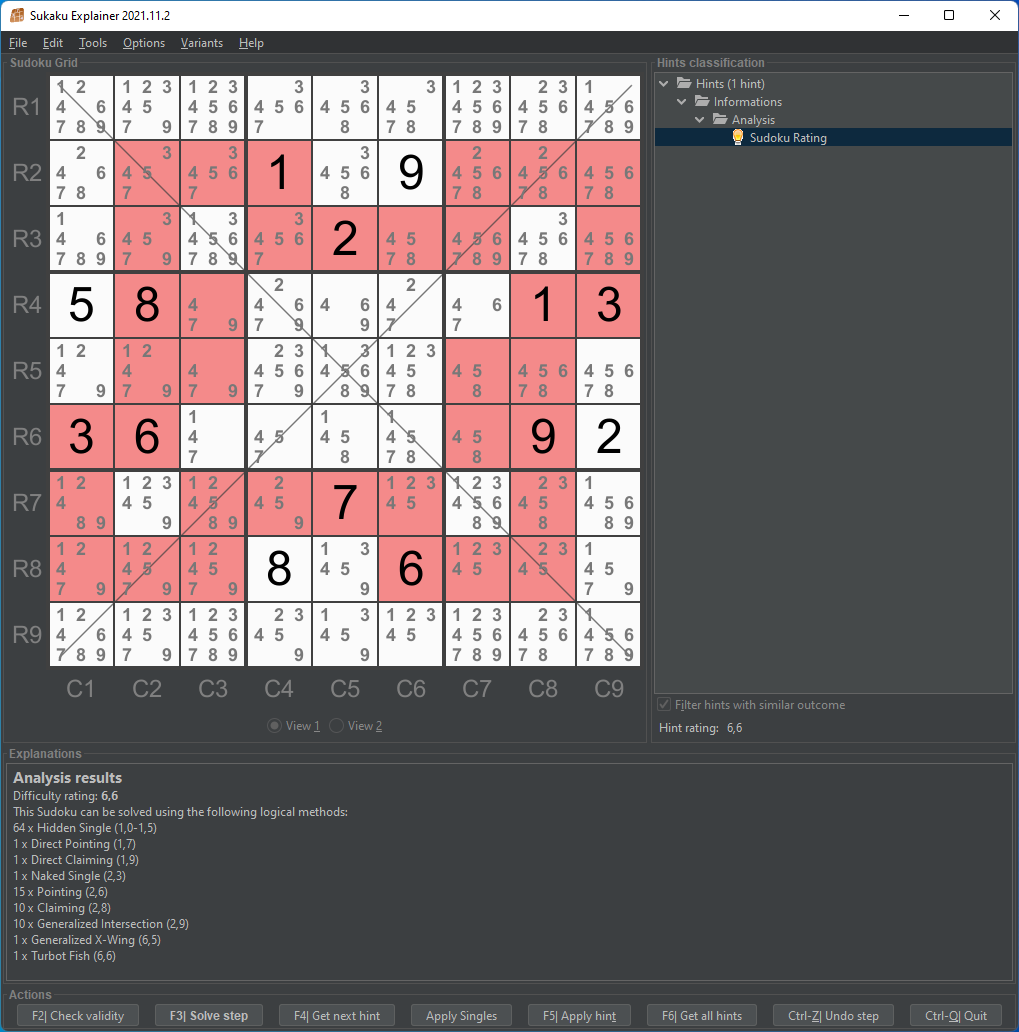 Sukaku Explainer 2021.11.2
File Edit Tools Options Variants Help
Sudoku Grid
1 2 1 2 3 1 2 3 3 3 3 1 2 3 2 3 1
R1 4 6 4 5 4 5 6 4 5 6 4 5 6 4 5 4 5 6 4 5 6 4 5 6
7 8 9 7 9 7 8 9 7 8 7 8 7 8 9 7 8 7 8 9
2 3 3 3 2 2
R2 4 6 4 5 4 5 6 1 4 5 6 9 4 5 6 4 5 6 4 5 6
7 8 7 7 8 7 8 7 8 7 8
1 3 1 3 3 3
R3 4 6 4 5 4 5 6 4 5 6 2 4 5 4 5 6 4 5 6 4 5 6
7 8 9 7 9 7 8 9 7 7 8 7 8 9 7 8 7 8 9
2 2
R4 5 8 4 4 6 4 6 4 4 6 1 3
7 9 7 9 9 7 7
1 2 1 2 2 3 1 3 1 2 3
R5 4 4 4 4 5 6 4 5 6 4 5 4 5 4 5 6 4 5 6
7 9 7 9 7 9 7 9 8 9 7 8 8 7 8 7 8
1 1 1
R6 3 6 4 4 5 4 5 4 5 4 5 9 2
7 7 8 7 8 8
1 2 1 2 3 1 2 2 1 2 3 1 2 3 2 3 1
R7 4 4 5 4 5 4 5 7 4 5 4 5 6 4 5 4 5 6
8 9 9 8 9 9 8 9 8 8 9
1 2 1 2 1 2 1 3 1 2 3 2 3 1
R8 4 4 5 4 5 8 4 5 6 4 5 4 5 4 5
7 9 7 9 7 9 9 7 9
1 2 1 2 3 1 2 3 2 3 1 3 1 2 3 1 2 3 2 3 1
R9 4 6 4 5 4 5 6 4 5 4 5 4 5 4 5 6 4 5 6 4 5 6
7 8 9 7 9 7 8 9 9 9 7 8 9 7 8 7 8 9
C1 C2 C3 C4 C5 C6 C7 C8 C9
View 1 View 2
Hints classification
Hints (1 hint)
Informations
Analysis
Sudoku Rating
Filter hints with similar outcome
Hint rating: 6,6
Explanations
Analysis results
Difficulty rating: 6,6
This Sudoku can be solved using the following logical methods:
64 x Hidden Single (1,0-1,5)
1 x Direct Pointing (1,7)
1 x Direct Claiming (1,9)
1 x Naked Single (2,3)
15 x Pointing (2,6)
10 x Claiming (2,8)
10 x Generalized Intersection (2,9)
1 x Generalized X-Wing (6,5)
1 x Turbot Fish (6,6)
Actions
F2| Check validity F3| Solve step F4| Get next hint Apply Singles F5| Apply hint F6| Get all hints Ctrl-Z| Undo step Ctrl-Q| Quit